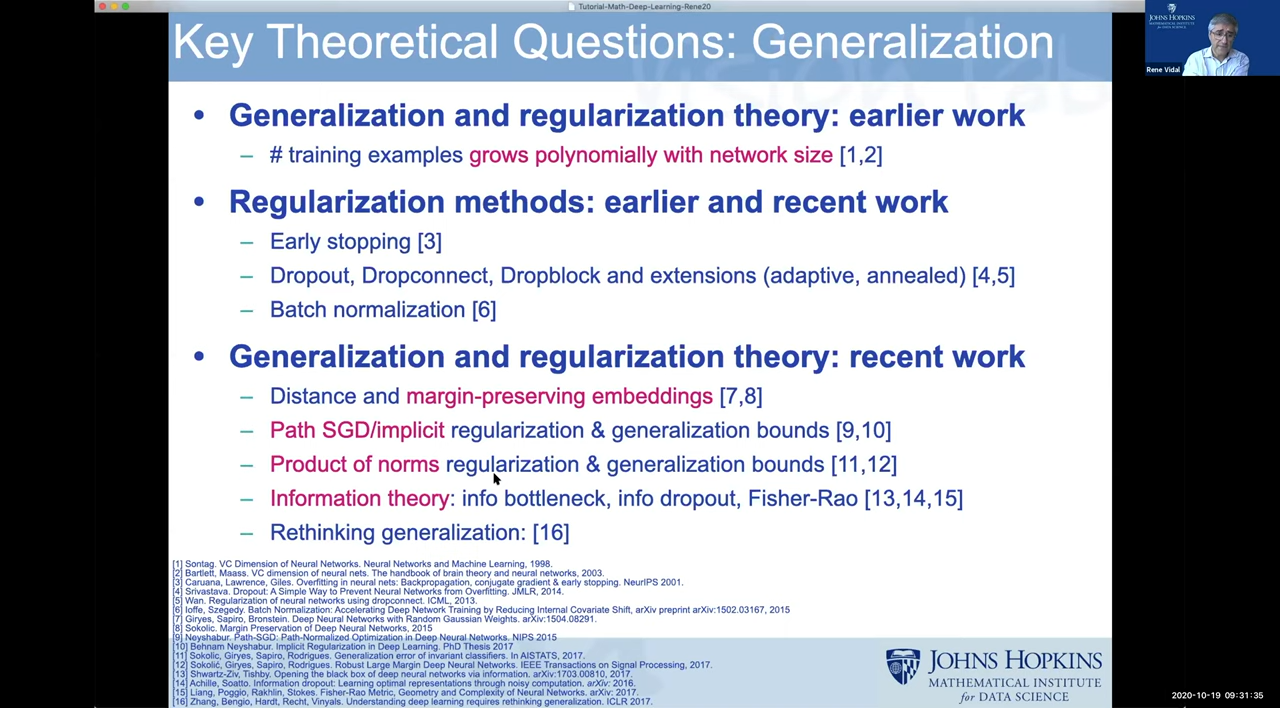 Tutorial-Math-Deep-Learning-Rene20
Key Theoretical Questions: Generalization
JOHNS HOPKINS
MATHEMATICAL INSTITUTE
for DATA SCIENCE
Rene Vidal
• Generalization and regularization theory: earlier work
– # training examples grows polynomially with network size [1,2]
• Regularization methods: earlier and recent work
– Early stopping [3]
– Dropout, Dropconnect, Dropblock and extensions (adaptive, annealed) [4,5]
– Batch normalization [6]
• Generalization and regularization theory: recent work
– Distance and margin-preserving embeddings [7,8]
– Path SGD/implicit regularization & generalization bounds [9,10]
– Product of norms regularization & generalization bounds [11,12]
– Information theory: info bottleneck, info dropout, Fisher-Rao [13,14,15]
– Rethinking generalization: [16]
[1] Sontag. VC Dimension of Neural Networks. Neural Networks and Machine Learning, 1998.
[2] Bartlett, Maass. VC dimension of neural nets. The handbook of brain theory and neural networks, 2003.
[3] Caruana, Lawrence, Giles. Overfitting in neural nets: Backpropagation, conjugate gradient & early stopping. NeurIPS 2001.
[4] Srivastava. Dropout: A Simple Way to Prevent Neural Networks from Overfitting. JMLR, 2014.
[5] Wan. Regularization of neural networks using dropconnect. ICML, 2013.
[6] Ioffe, Szegedy. Batch Normalization: Accelerating Deep Network Training by Reducing Internal Covariate Shift, arXiv preprint arXiv:1502.03167, 2015
[7] Giryes, Sapiro, Bronstein. Deep Neural Networks with Random Gaussian Weights. arXiv:1504.08291.
[8] Sokolic. Margin Preservation of Deep Neural Networks, 2015
[9] Neyshabur. Path-SGD: Path-Normalized Optimization in Deep Neural Networks. NIPS 2015
[10] Behnam Neyshabur. Implicit Regularization in Deep Learning. PhD Thesis 2017
[11] Sokolic, Giryes, Sapiro, Rodrigues. Generalization error of invariant classifiers. In AISTATS, 2017.
[12] Sokolić, Giryes, Sapiro, Rodrigues. Robust Large Margin Deep Neural Networks. IEEE Transactions on Signal Processing, 2017.
[13] Shwartz-Ziv, Tishby. Opening the black box of deep neural networks via information. arXiv:1703.00810, 2017.
[14] Achille, Soatto. Information dropout: Learning optimal representations through noisy computation. arXiv: 2016.
[15] Liang, Poggio, Rakhlin, Stokes. Fisher-Rao Metric, Geometry and Complexity of Neural Networks. arXiv: 2017.
[16] Zhang, Bengio, Hardt, Recht, Vinyals. Understanding deep learning requires rethinking generalization. ICLR 2017.
JOHNS HOPKINS
MATHEMATICAL INSTITUTE
for DATA SCIENCE
2020-10-19 09:31:35